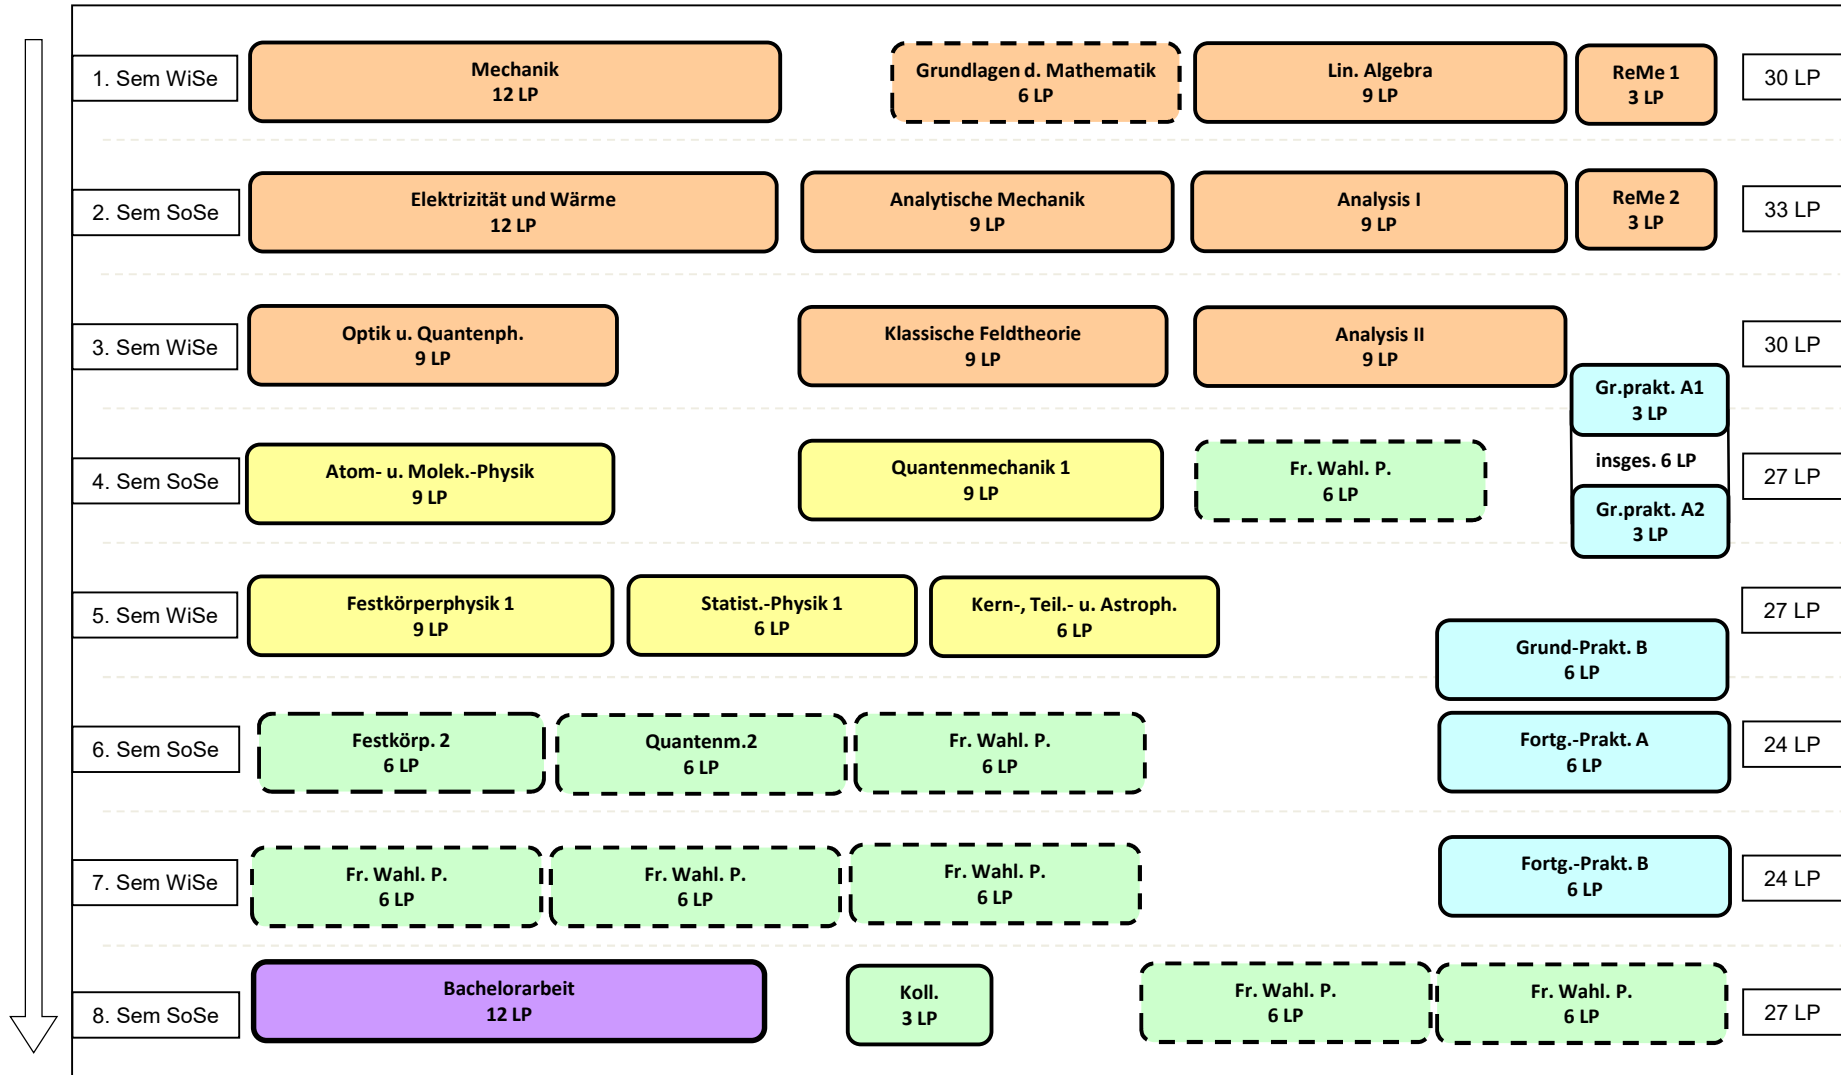 1. Sem WiSe
Mechanik
12 LP
Grundlagen d. Mathematik
6 LP
Lin. Algebra
9 LP
ReMe 1
3 LP
30 LP
2. Sem SoSe
Elektrizität und Wärme
12 LP
Analytische Mechanik
9 LP
Analysis I
9 LP
ReMe 2
3 LP
33 LP
3. Sem WiSe
Optik u. Quantenph.
9 LP
Klassische Feldtheorie
9 LP
Analysis II
9 LP
30 LP
Gr.prakt. A1
3 LP
insges. 6 LP
Gr.prakt. A2
3 LP
4. Sem SoSe
Atom- u. Molek.-Physik
9 LP
Quantenmechanik 1
9 LP
Fr. Wahl. P.
6 LP
27 LP
5. Sem WiSe
Festkörperphysik 1
9 LP
Statist.-Physik 1
6 LP
Kern-, Teil.- u. Astroph.
6 LP
27 LP
Grund-Prakt. B
6 LP
6. Sem SoSe
Festkörp. 2
6 LP
Quantenm.2
6 LP
Fr. Wahl. P.
6 LP
Fortg.-Prakt. A
6 LP
24 LP
7. Sem WiSe
Fr. Wahl. P.
6 LP
Fr. Wahl. P.
6 LP
Fr. Wahl. P.
6 LP
Fortg.-Prakt. B
6 LP
24 LP
8. Sem SoSe
Bachelorarbeit
12 LP
Koll.
3 LP
Fr. Wahl. P.
6 LP
Fr. Wahl. P.
6 LP
27 LP